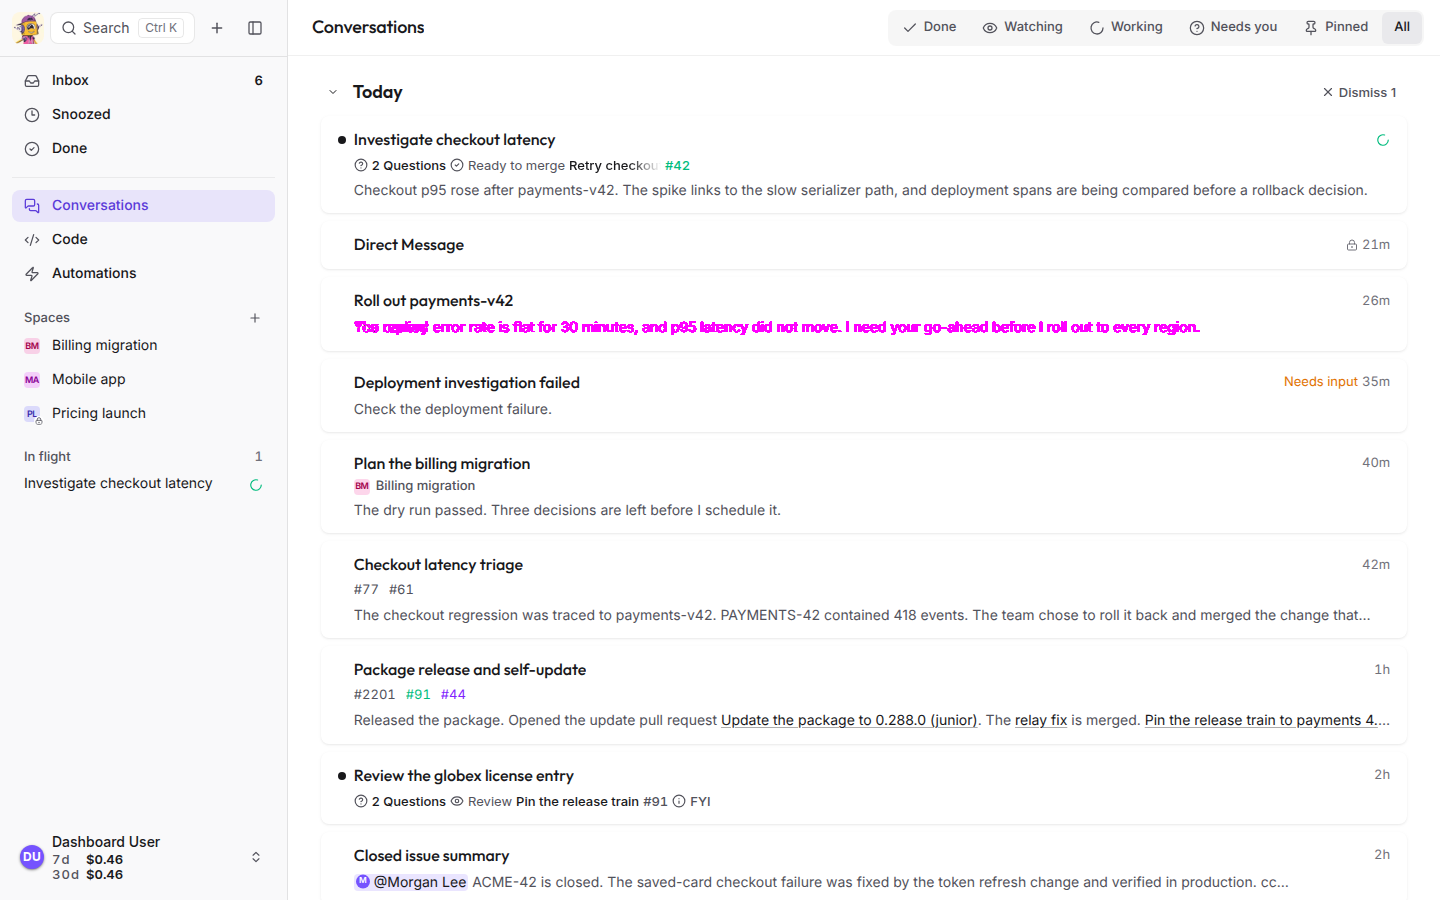 Search Ctrl K
Inbox 6
Snoozed
Done
Conversations
Code
Automations
Spaces
BM Billing migration
MA Mobile app
PL Pricing launch
In flight 1
Investigate checkout latency
DU Dashboard User
7d $0.46
30d $0.46
Conversations
Done Watching Working Needs you Pinned All
Today Dismiss 1
Investigate checkout latency
2 Questions Ready to merge Retry checkou #42
Checkout p95 rose after payments-v42. The spike links to the slow serializer path, and deployment spans are being compared before a rollback decision.
Direct Message 21m
Roll out payments-v42 26m
error rate is flat for 30 minutes, and p95 latency did not move. I need your go-ahead before I roll out to every region.
Deployment investigation failed Needs input 35m
Check the deployment failure.
Plan the billing migration 40m
BM Billing migration
The dry run passed. Three decisions are left before I schedule it.
Checkout latency triage 42m
#77 #61
The checkout regression was traced to payments-v42. PAYMENTS-42 contained 418 events. The team chose to roll it back and merged the change that...
Package release and self-update 1h
#2201 #91 #44
Released the package. Opened the update pull request Update the package to 0.288.0 (junior). The relay fix is merged. Pin the release train to payments 4....
Review the globex license entry 2h
2 Questions Review Pin the release train #91 FYI
Closed issue summary 2h
M @Morgan Lee ACME-42 is closed. The saved-card checkout failure was fixed by the token refresh change and verified in production. cc...